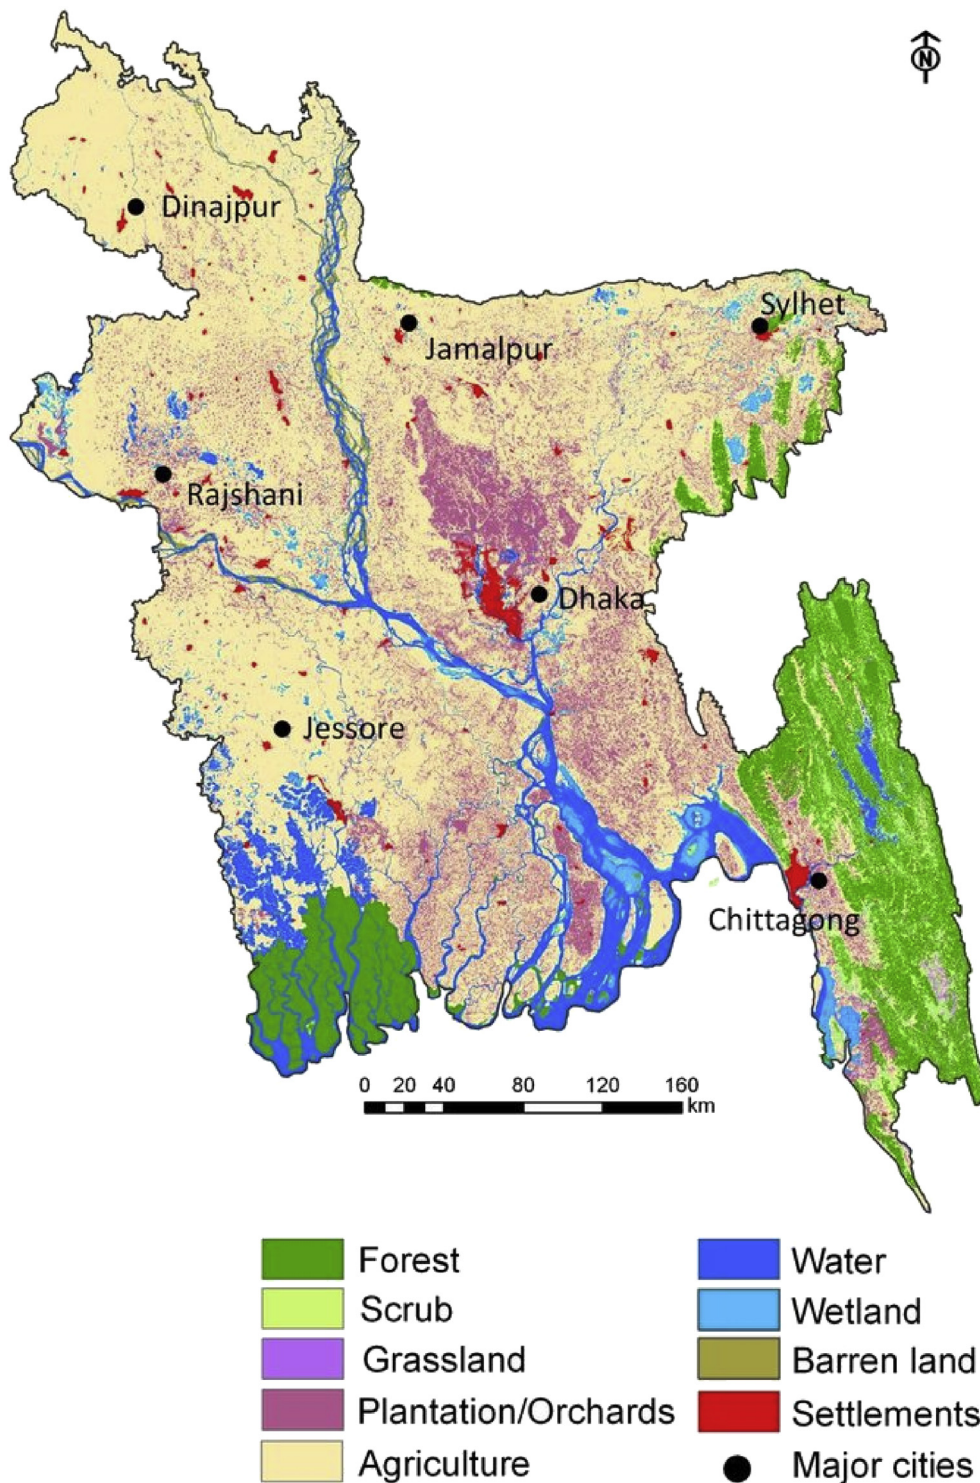 N
Dinajpur
Sylhet
Jamalpur
Rajshani
Dhaka
Jessore
Chittagong
0 20 40 80 120 160
km
Forest
Scrub
Grassland
Plantation/Orchards
Agriculture
Water
Wetland
Barren land
Settlements
Major cities